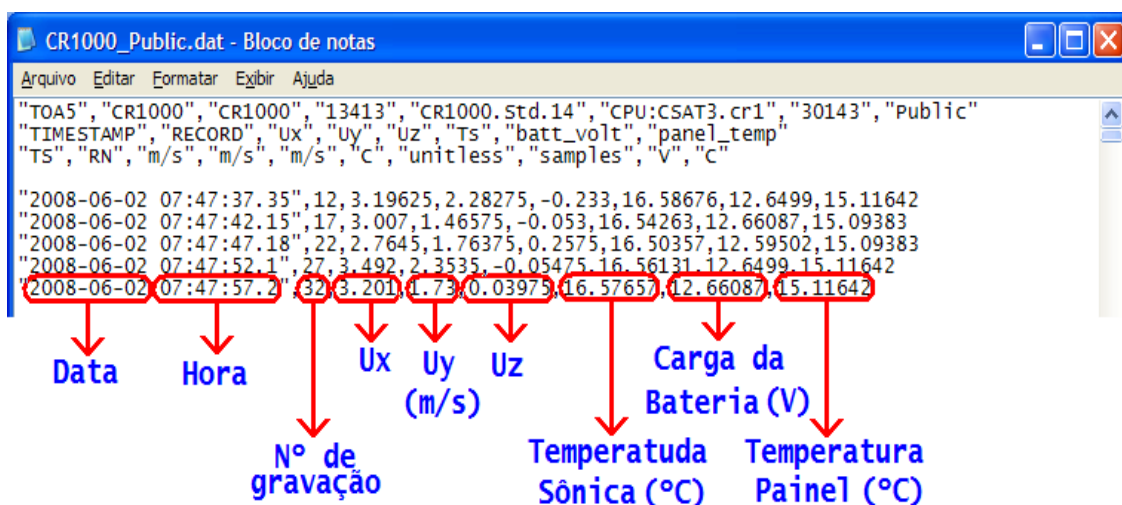 CR1000_Public.dat - Bloco de notas
Arquivo Editar Formatar Exibir Ajuda
"TOA5","CR1000","CR1000","13413","CR1000.Std.14","CPU:CSAT3.cr1","30143","Public"
"TIMESTAMP","RECORD","Ux","Uy","Uz","Ts","batt_volt","panel_temp"
"TS","RN","m/s","m/s","m/s","C","unitless","samples","V","C"
"2008-06-02 07:47:37.35",12,3.19625,2.28275,-0.233,16.58676,12.6499,15.11642
"2008-06-02 07:47:42.15",17,3.007,1.46575,-0.053,16.54263,12.66087,15.09383
"2008-06-02 07:47:47.18",22,2.7645,1.76375,0.2575,16.50357,12.59502,15.09383
"2008-06-02 07:47:52.1",27,3.492,2.3535,-0.05475,16.56131,12.6499,15.11642
"2008-06-02 07:47:57.2",32,3.201,1.73,0.03975,16.57657,12.66087,15.11642
Data Hora Ux Uy Uz
(m/s)
Carga da
Bateria (V)
Nº de
gravação
Temperatuda
Sônica (°C)
Temperatura
Painel (°C)